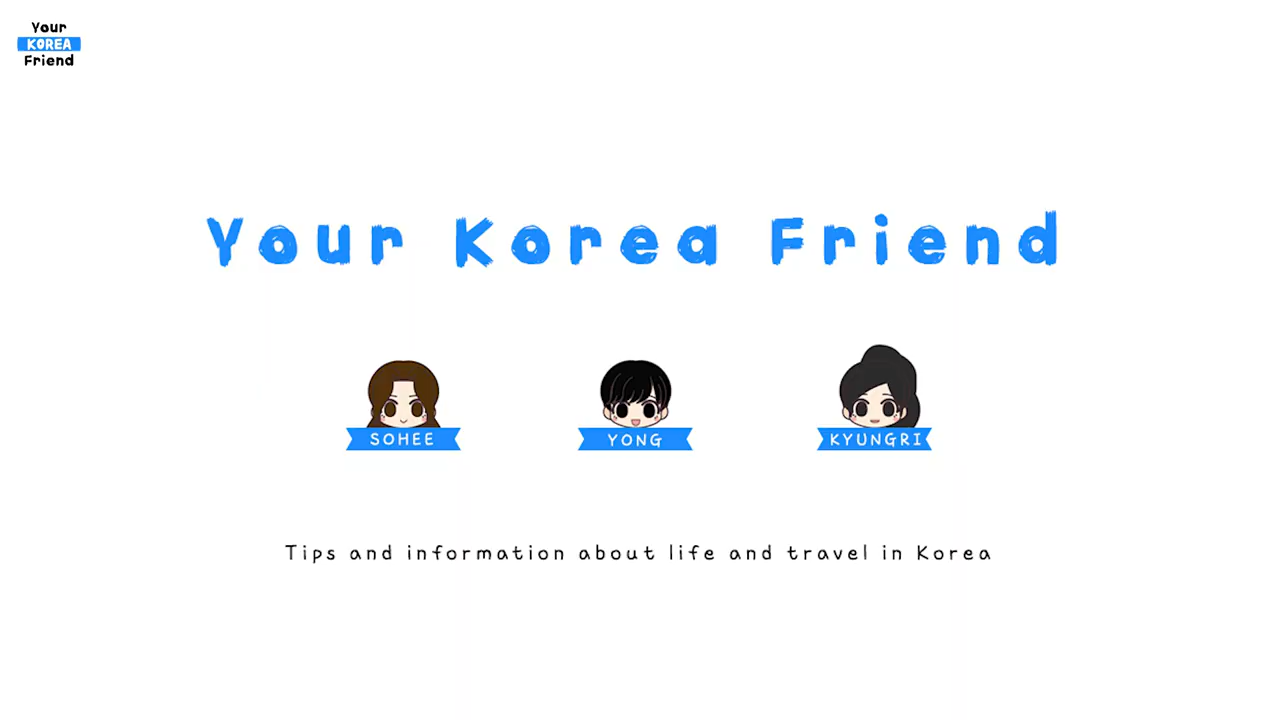 Your
KOREA
Friend
Your Korea Friend
SOHEE
YONG
KYUNGRI
Tips and information about life and travel in Korea